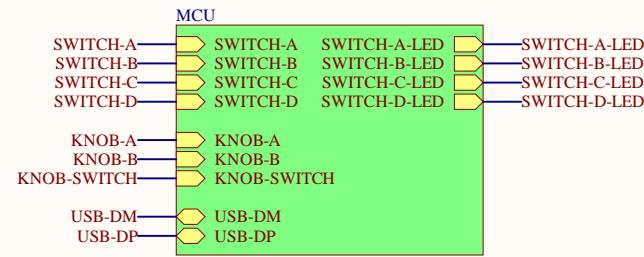 MCU
SWITCH-A SWITCH-A SWITCH-A-LED SWITCH-A-LED
SWITCH-B SWITCH-B SWITCH-B-LED SWITCH-B-LED
SWITCH-C SWITCH-C SWITCH-C-LED SWITCH-C-LED
SWITCH-D SWITCH-D SWITCH-D-LED SWITCH-D-LED
KNOB-A KNOB-A
KNOB-B KNOB-B
KNOB-SWITCH KNOB-SWITCH
USB-DM USB-DM
USB-DP USB-DP